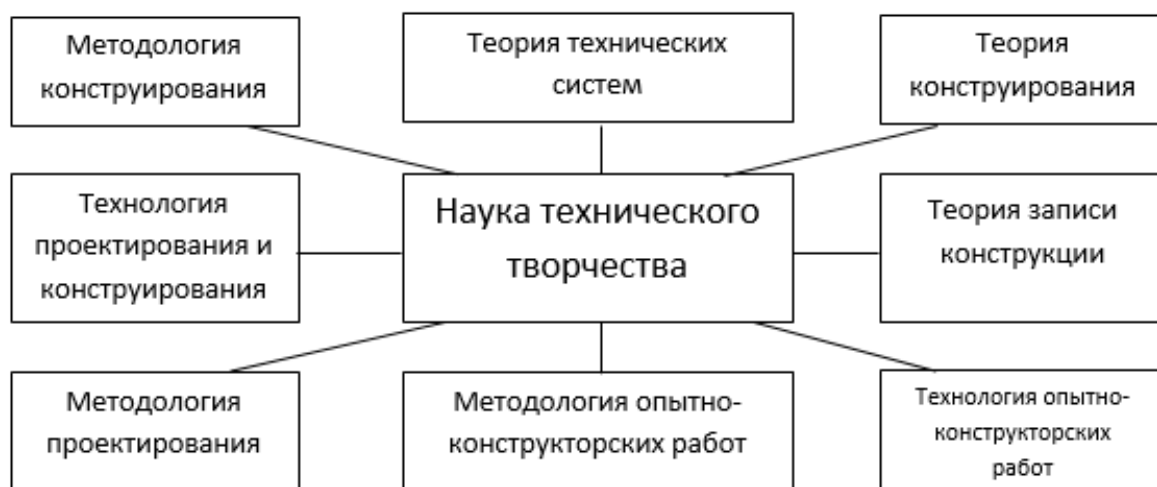 Методология
конструирования
Теория технических
систем
Теория
конструирования
Технология
проектирования и
конструирования
Наука технического
творчества
Теория записи
конструкции
Методология
проектирования
Методология опытно-
конструкторских работ
Технология опытно-
конструкторских
работ